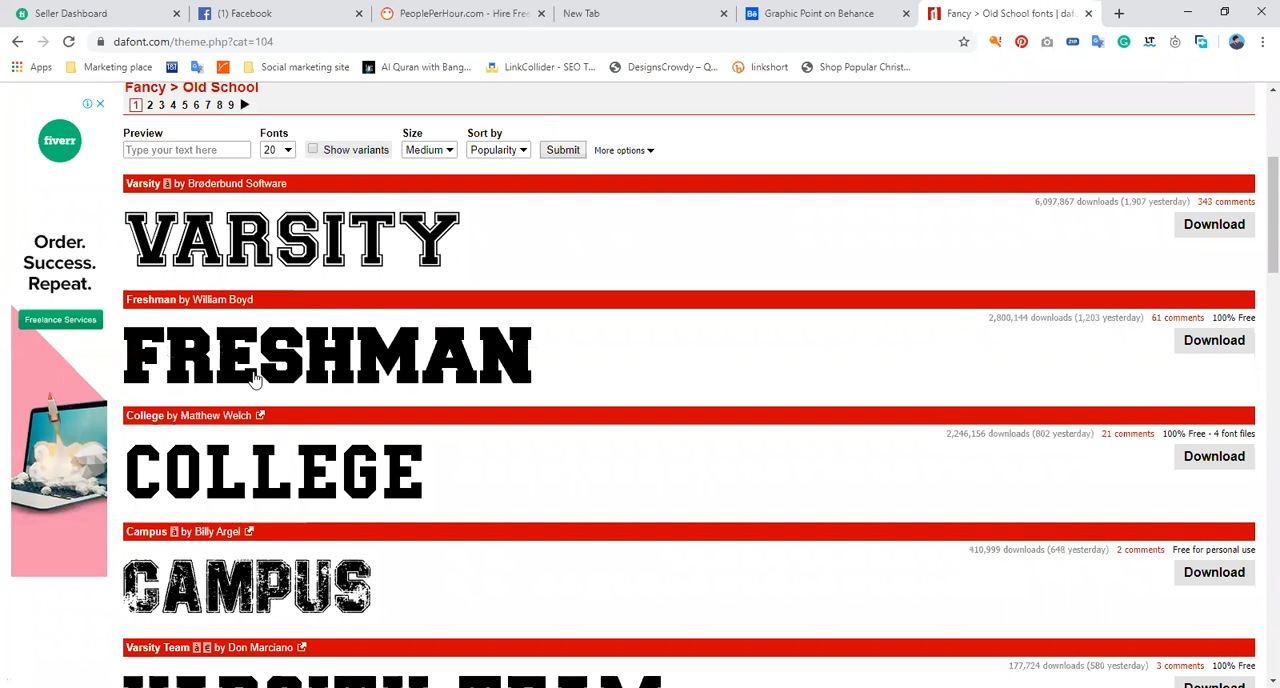 Seller Dashboard
(1) Facebook
PeoplePerHour.com - Hire Free
New Tab
Graphic Point on Behance
Fancy > Old School fonts | daf
dafont.com/theme.php?cat=104
Apps
Marketing place
Social marketing site
Al Quran with Bang...
LinkCollider - SEO T...
DesignsCrowdy – Q...
linkshort
Shop Popular Christ...
Fancy > Old School
1 2 3 4 5 6 7 8 9
fiverr
Order.
Success.
Repeat.
Freelance Services
Preview Fonts Size Sort by
Type your text here 20 Show variants Medium Popularity Submit More options
Varsity à by Brøderbund Software
6,097,867 downloads (1,907 yesterday) 343 comments
VARSITY
Download
Freshman by William Boyd
2,800,144 downloads (1,203 yesterday) 61 comments 100% Free
FRESHMAN
Download
College by Matthew Welch
2,246,156 downloads (802 yesterday) 21 comments 100% Free - 4 font files
COLLEGE
Download
Campus à by Billy Argel
410,999 downloads (648 yesterday) 2 comments Free for personal use
CAMPUS
Download
Varsity Team à € by Don Marciano
177,724 downloads (580 yesterday) 3 comments 100% Free
VARSITY TEAM
Download